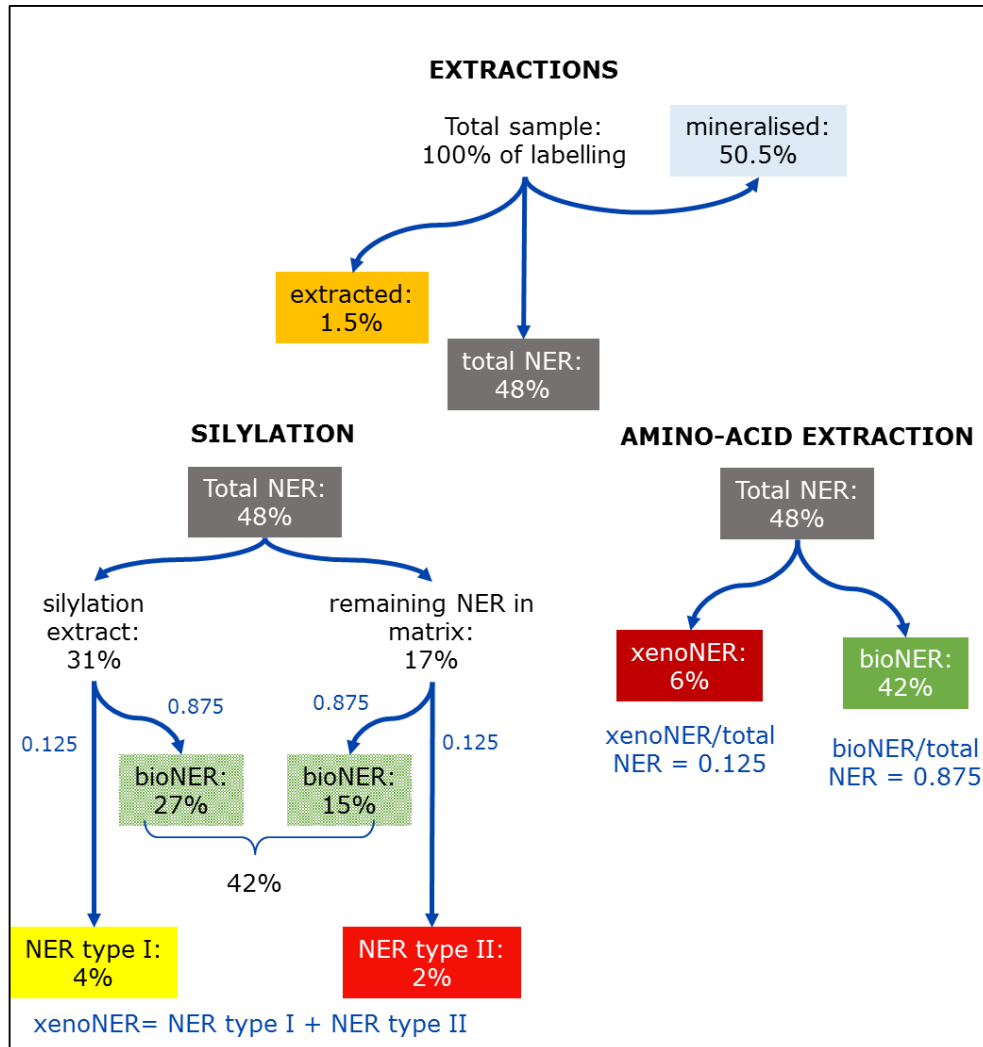 EXTRACTIONS
Total sample:
100% of labelling
mineralised:
50.5%
extracted:
1.5%
total NER:
48%
SILYLATION
Total NER:
48%
silylation
extract:
31%
remaining NER in
matrix:
17%
0.125
0.875
0.875
0.125
bioNER:
27%
bioNER:
15%
42%
NER type I:
4%
NER type II:
2%
xenoNER= NER type I + NER type II
AMINO-ACID EXTRACTION
Total NER:
48%
xenoNER:
6%
bioNER:
42%
xenoNER/total
NER = 0.125
bioNER/total
NER = 0.875